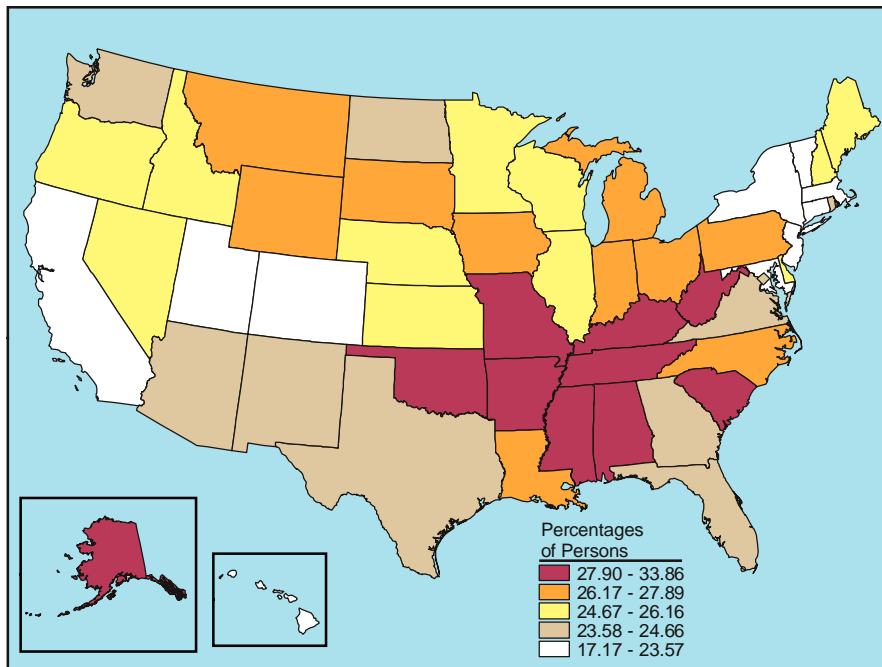 Percentages
of Persons
27.90 - 33.86
26.17 - 27.89
24.67 - 26.16
23.58 - 24.66
17.17 - 23.57